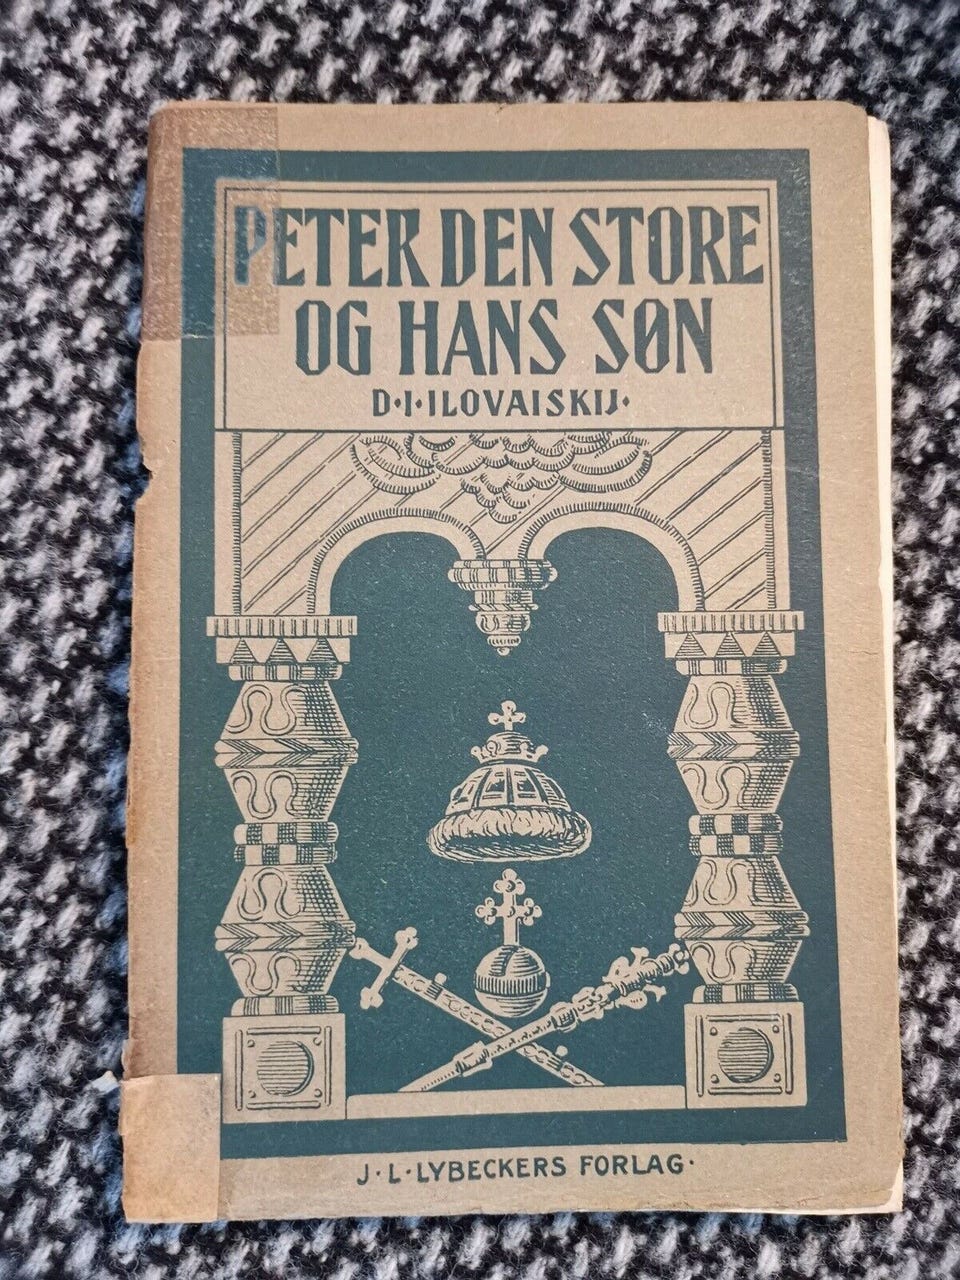 PETER DEN STORE
OG HANS SØN
D·I·ILOVAISKIJ·
J·L·LYBECKERS FORLAG·